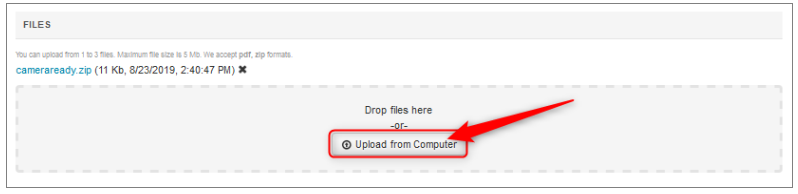 FILES
You can upload from 1 to 3 files. Maximum file size is 5 Mb. We accept pdf, zip formats.
cameraready.zip (11 Kb, 8/23/2019, 2:40:47 PM) ✖
Drop files here
-or-
Upload from Computer